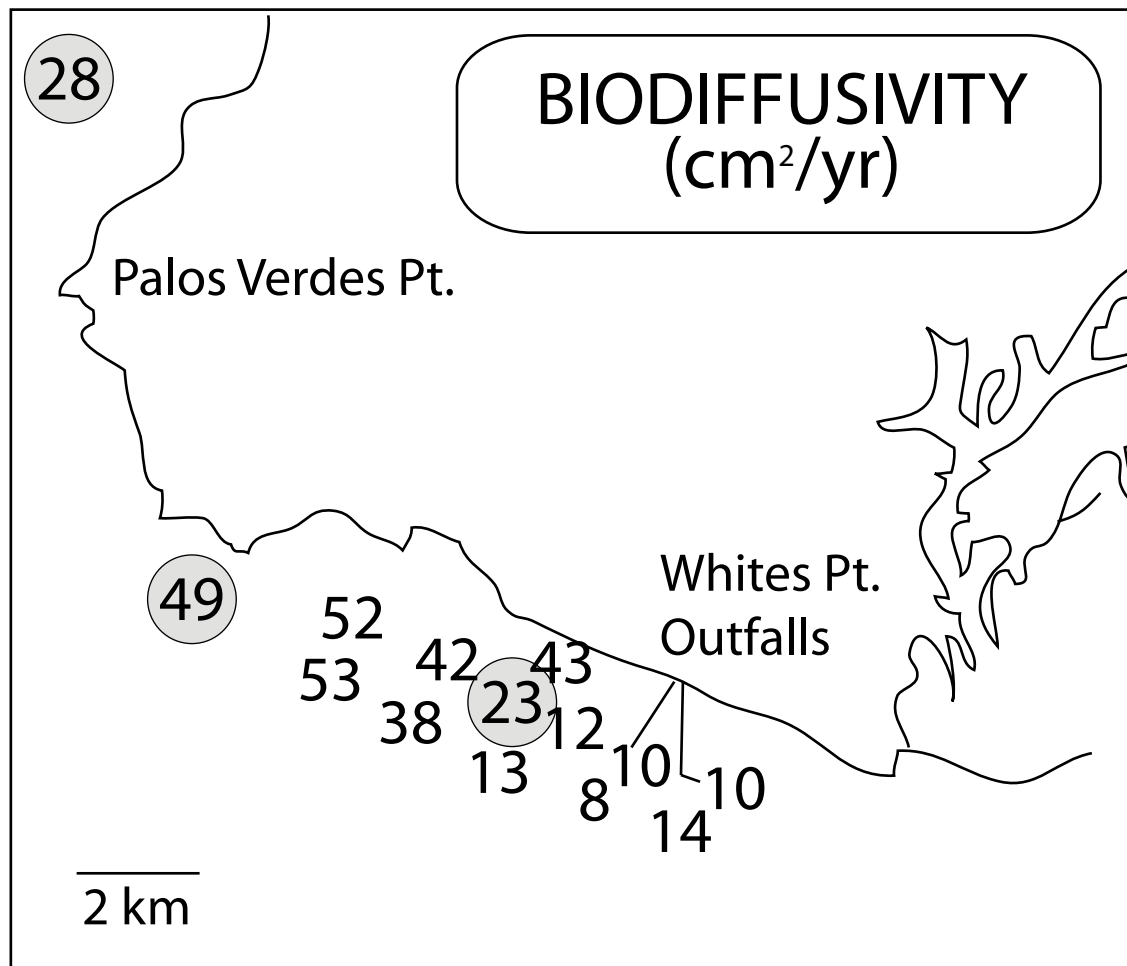 28
BIODIFFUSIVITY
(cm²/yr)
Palos Verdes Pt.
Whites Pt.
Outfalls
49
52
53
42
43
38
23
12
13
10
8
10
14
2 km